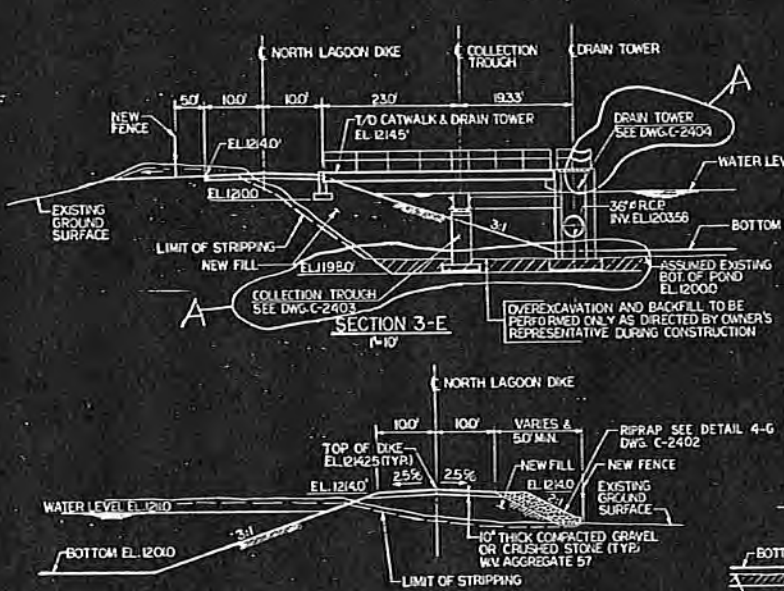 ℄ NORTH LAGOON DIKE
℄ COLLECTION
TROUGH
℄ DRAIN TOWER
A
5.0'
10.0'
10.0'
23.0'
19.33'
NEW
FENCE
EL.1214.0'
T/O CATWALK & DRAIN TOWER
EL.1214.5'
DRAIN TOWER
SEE DWG.C-2404
WATER LEV
EL.1210.0
EXISTING
GROUND
SURFACE
36"Ø R.C.P.
INV. EL.1203.56
3:1
BOTTOM
LIMIT OF STRIPPING
NEW FILL
EL.1198.0'
ASSUMED EXISTING
BOT. OF POND
EL.1200.0
A
COLLECTION TROUGH
SEE DWG.C-2403
SECTION 3-E
1"=10'
OVEREXCAVATION AND BACKFILL TO BE
PERFORMED ONLY AS DIRECTED BY OWNER'S
REPRESENTATIVE DURING CONSTRUCTION
℄ NORTH LAGOON DIKE
10.0'
10.0'
VARIES &
5.0' MIN.
RIPRAP SEE DETAIL 4-G
DWG. C-2402
TOP OF DIKE
EL.1214.25 (TYP.)
NEW FILL
NEW FENCE
EL.1214.0'
2.5%
2.5%
EL.1214.0
2:1
EXISTING
GROUND
SURFACE
WATER LEVEL EL.1211.0
3:1
10" THICK COMPACTED GRAVEL
OR CRUSHED STONE (TYP.)
W.V. AGGREGATE 57
BOTTOM EL.1200.0
LIMIT OF STRIPPING
BOTT